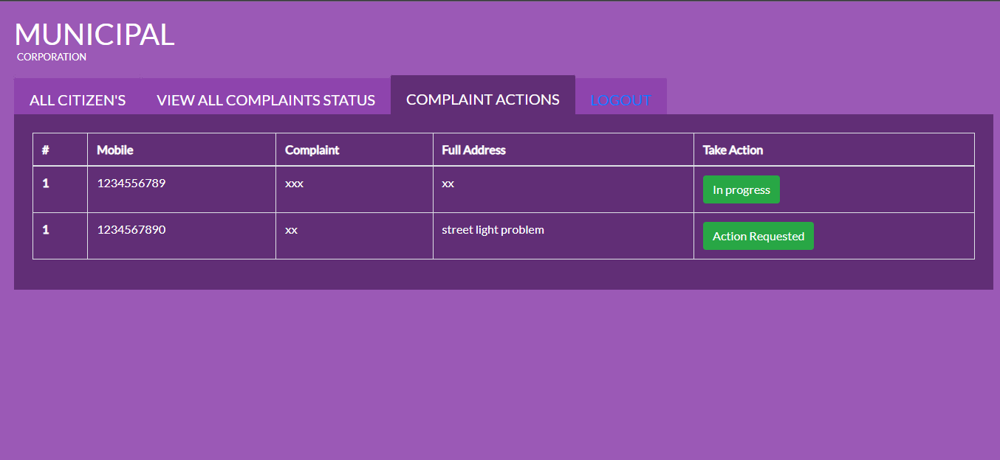 MUNICIPAL
CORPORATION
ALL CITIZEN'S VIEW ALL COMPLAINTS STATUS COMPLAINT ACTIONS LOGOUT
# Mobile Complaint Full Address Take Action
1 1234556789 xxx xx In progress
1 1234567890 xx street light problem Action Requested